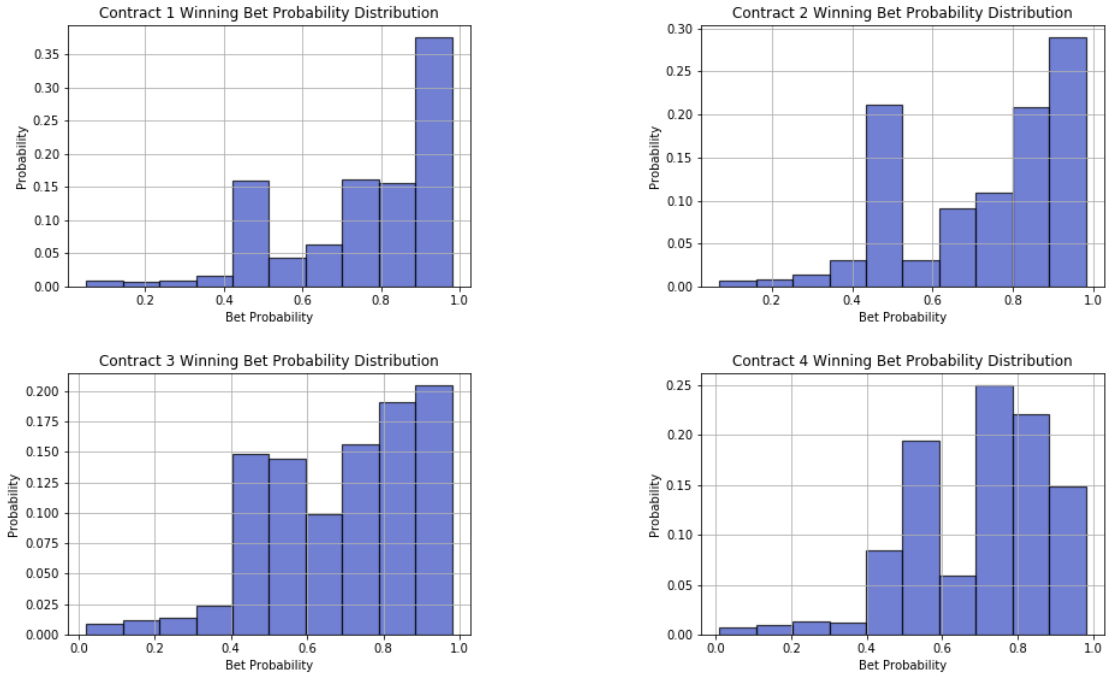 Contract 1 Winning Bet Probability Distribution
0.35
0.30
0.25
0.20
0.15
0.10
0.05
0.00
Probability
0.2 0.4 0.6 0.8 1.0
Bet Probability
Contract 2 Winning Bet Probability Distribution
0.30
0.25
0.20
0.15
0.10
0.05
0.00
Probability
0.2 0.4 0.6 0.8 1.0
Bet Probability
Contract 3 Winning Bet Probability Distribution
0.200
0.175
0.150
0.125
0.100
0.075
0.050
0.025
0.000
Probability
0.0 0.2 0.4 0.6 0.8 1.0
Bet Probability
Contract 4 Winning Bet Probability Distribution
0.25
0.20
0.15
0.10
0.05
0.00
Probability
0.0 0.2 0.4 0.6 0.8 1.0
Bet Probability